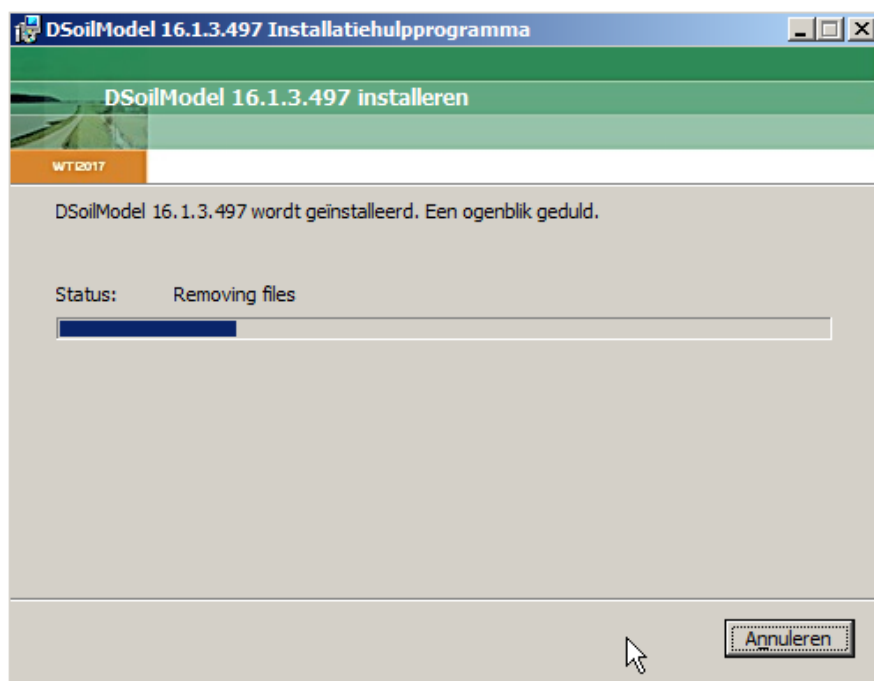 DSoilModel 16.1.3.497 Installatiehulpprogramma
DSoilModel 16.1.3.497 installeren
WTI2017
DSoilModel 16.1.3.497 wordt geïnstalleerd. Een ogenblik geduld.
Status: Removing files
Annuleren